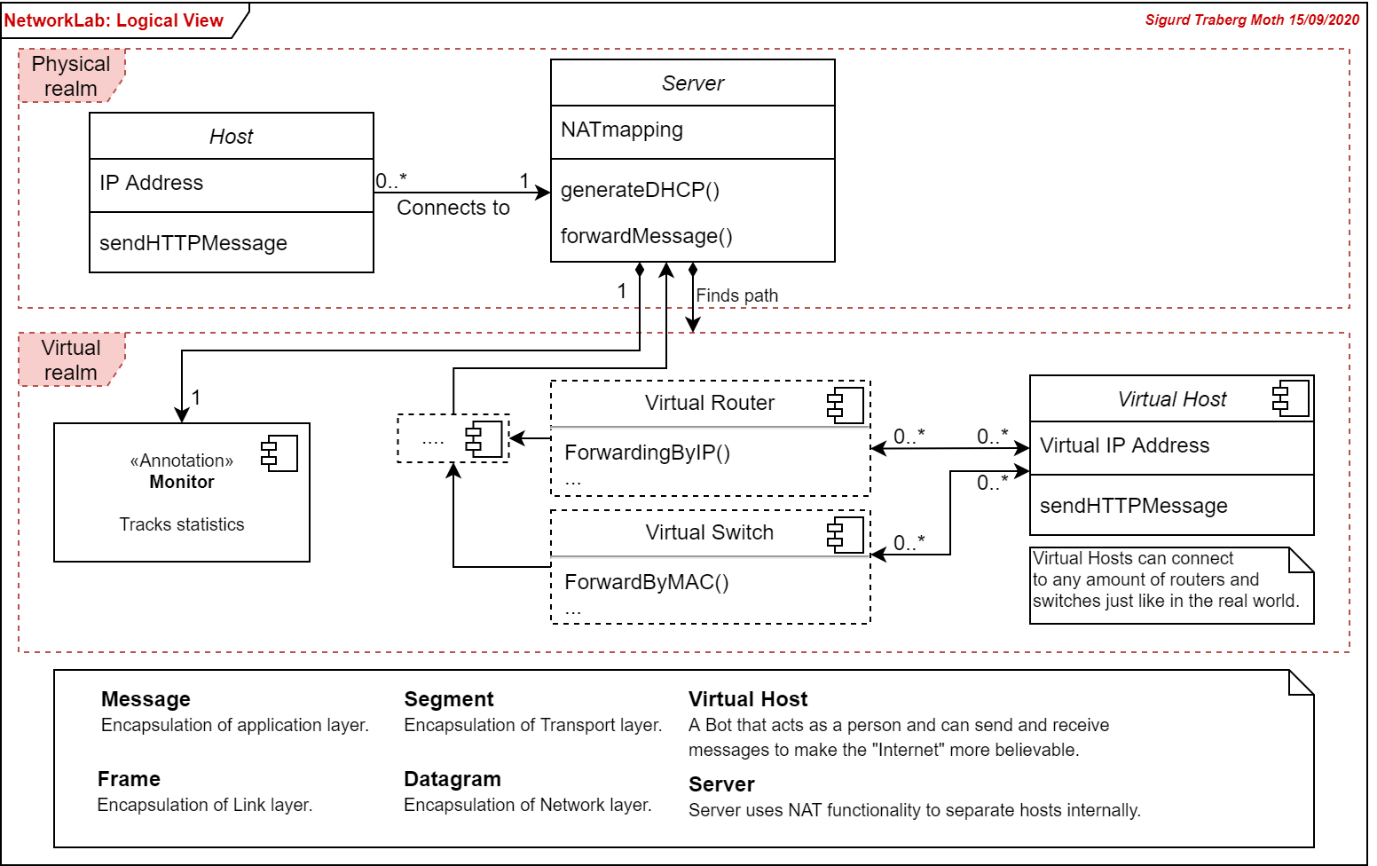 NetworkLab: Logical View
Sigurd Traberg Moth 15/09/2020
Physical
realm
Host
IP Address
sendHTTPMessage
0..*
1
Connects to
Server
NATmapping
generateDHCP()
forwardMessage()
1
Finds path
Virtual
realm
1
«Annotation»
Monitor
Tracks statistics
....
Virtual Router
ForwardingByIP()
...
Virtual Switch
ForwardByMAC()
...
0..*
0..*
0..*
0..*
Virtual Host
Virtual IP Address
sendHTTPMessage
Virtual Hosts can connect
to any amount of routers and
switches just like in the real world.
Message
Encapsulation of application layer.
Segment
Encapsulation of Transport layer.
Virtual Host
A Bot that acts as a person and can send and receive
messages to make the "Internet" more believable.
Frame
Encapsulation of Link layer.
Datagram
Encapsulation of Network layer.
Server
Server uses NAT functionality to separate hosts internally.